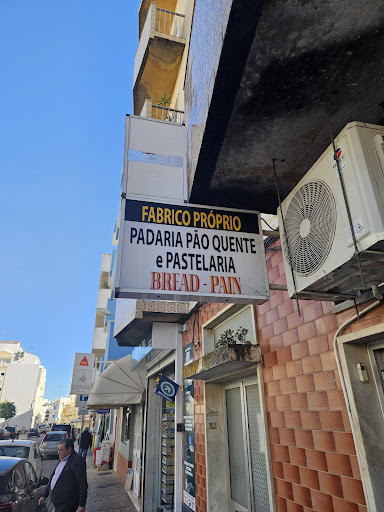 FABRICO PRÓPRIO
PADARIA PÃO QUENTE
e PASTELARIA
BREAD - PAIN